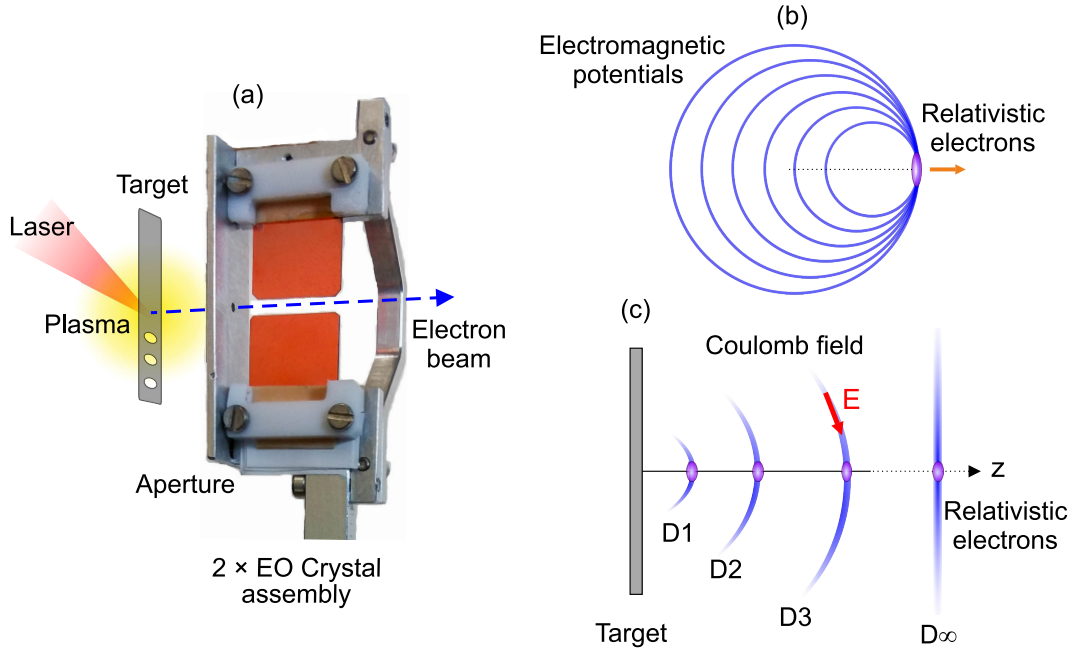 (a)
Target
Laser
Plasma
Electron
beam
Aperture
2 × EO Crystal
assembly
(b)
Electromagnetic
potentials
Relativistic
electrons
(c)
Coulomb field
E
z
D1
D2
D3
D∞
Relativistic
electrons
Target